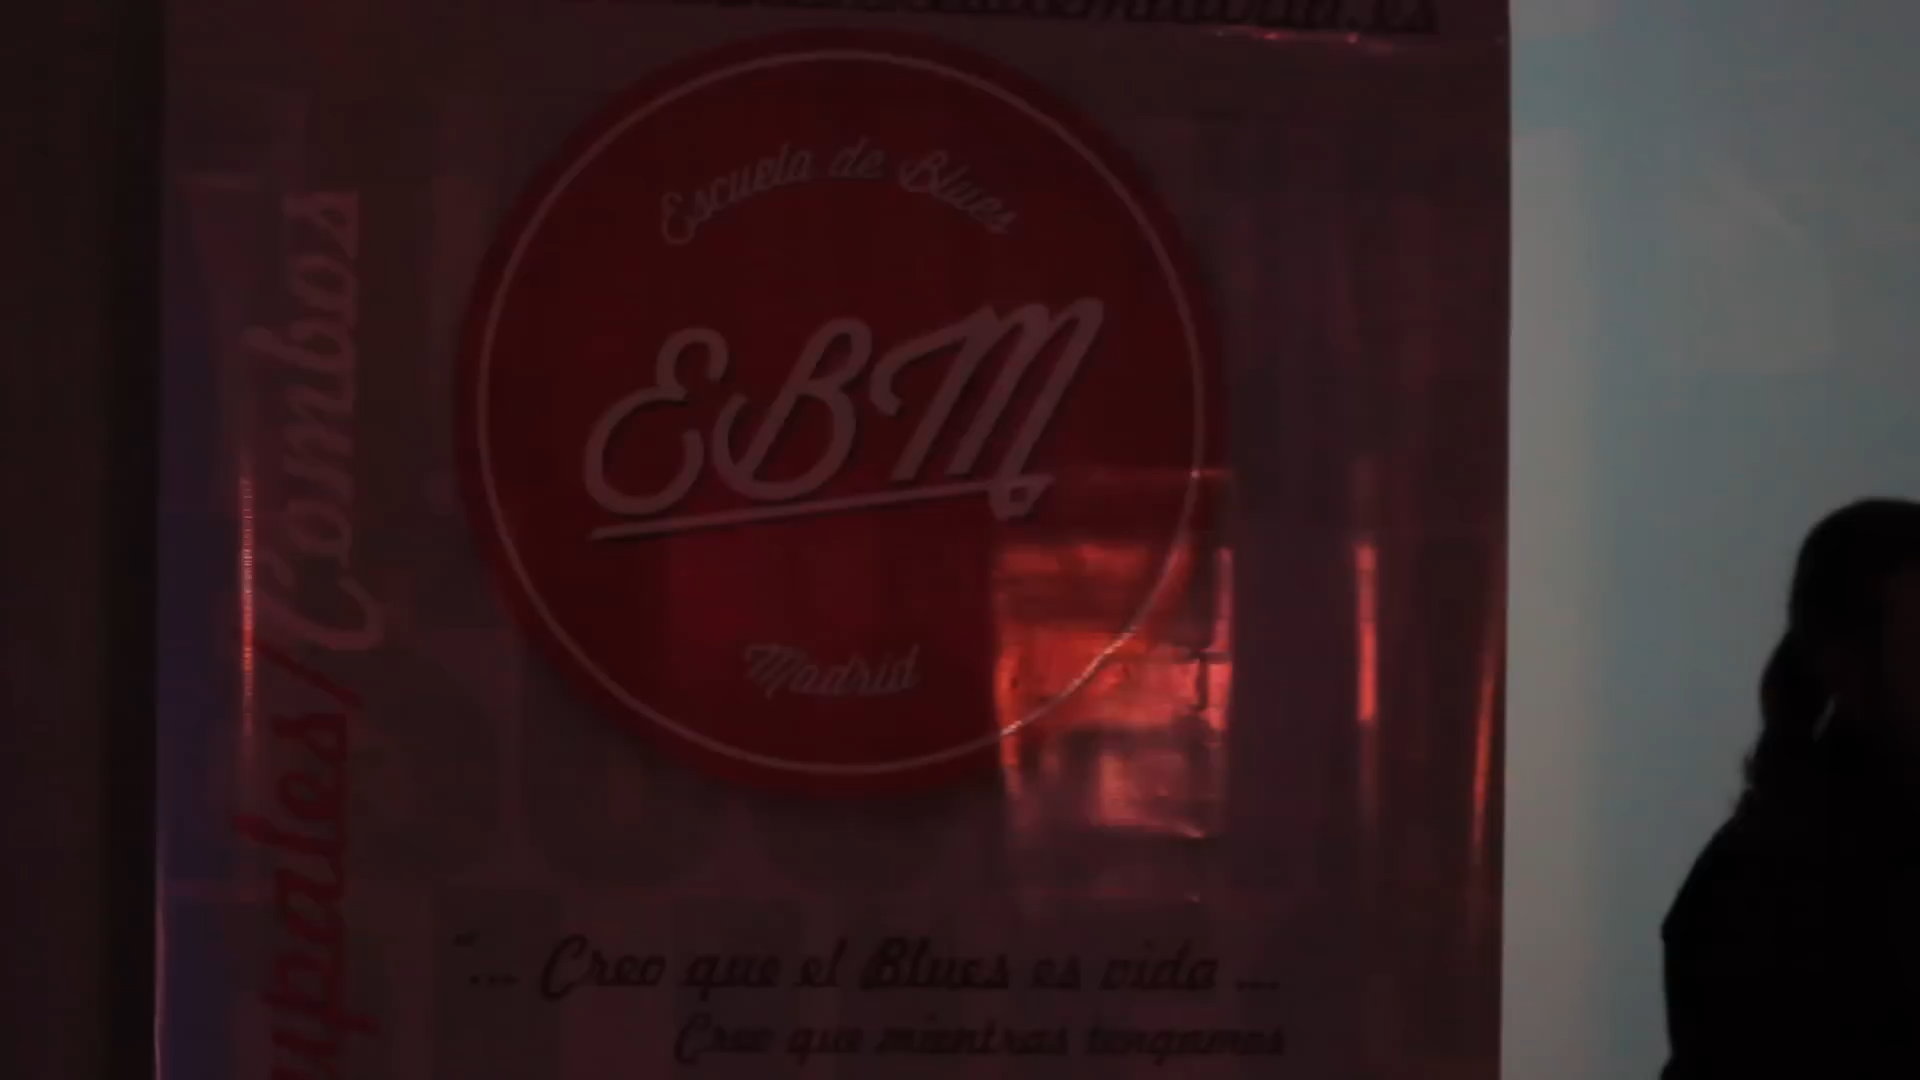 Escuela de Blues
EBM
Madrid
Combos
"... Creo que el Blues es vida ...
Creo que mientras tengamos